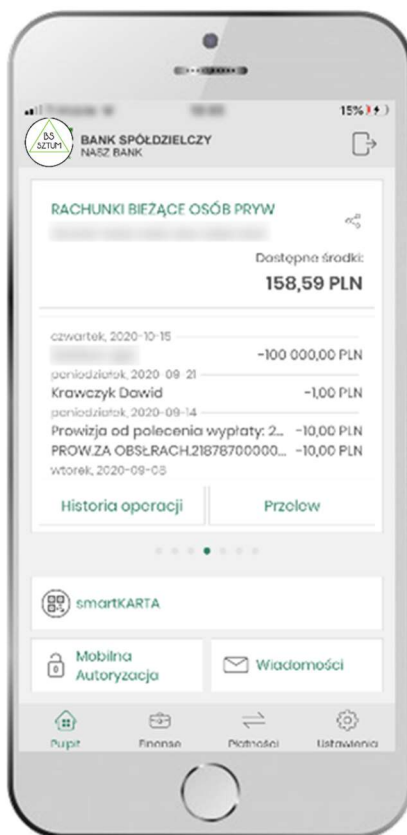 15%
BS
SZTUM
BANK SPÓŁDZIELCZY
NASZ BANK
RACHUNKI BIEŻĄCE OSÓB PRYW
Dostępne środki:
158,59 PLN
czwartek, 2020-10-15
-100 000,00 PLN
poniedziałek, 2020-09-21
Krawczyk Dawid -1,00 PLN
poniedziałek, 2020-09-14
Prowizja od polecenia wypłaty: 2... -10,00 PLN
PROW.ZA OBSŁ.RACH.21878700000... -10,00 PLN
wtorek, 2020-09-08
Historia operacji Przelew
smartKARTA
Mobilna
Autoryzacja
Wiadomości
Pulpit Finanse Płatności Ustawienia